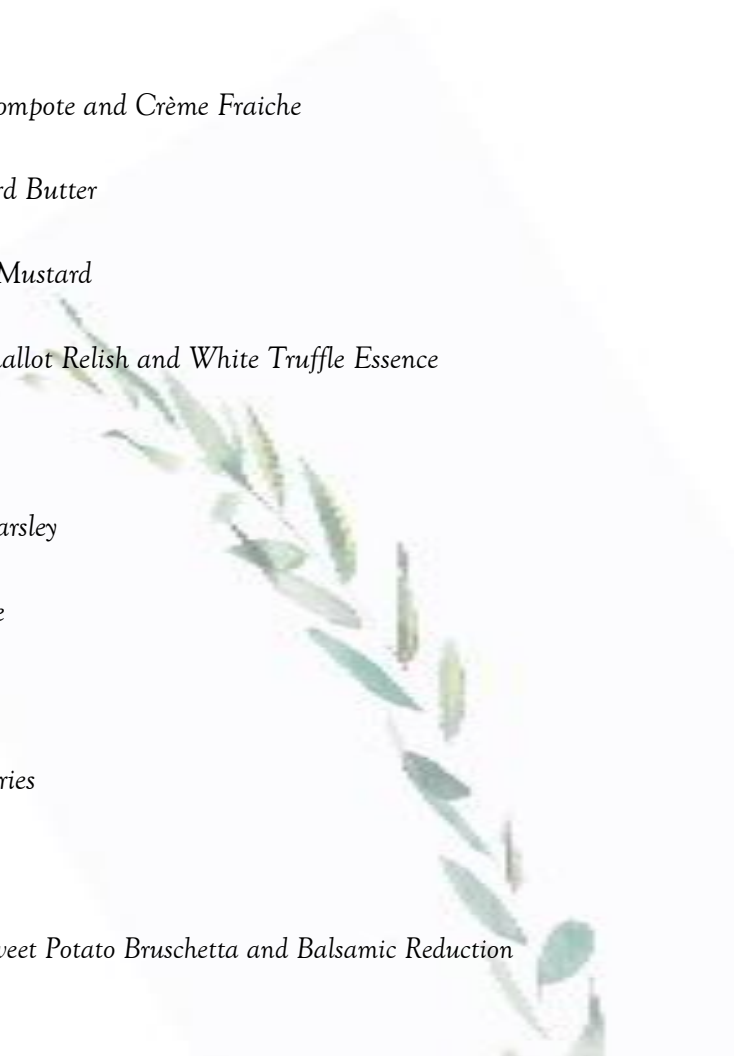 ompote and Crème Fraiche
rd Butter
Mustard
allot Relish and White Truffle Essence
arsley
e
ries
weet Potato Bruschetta and Balsamic Reduction